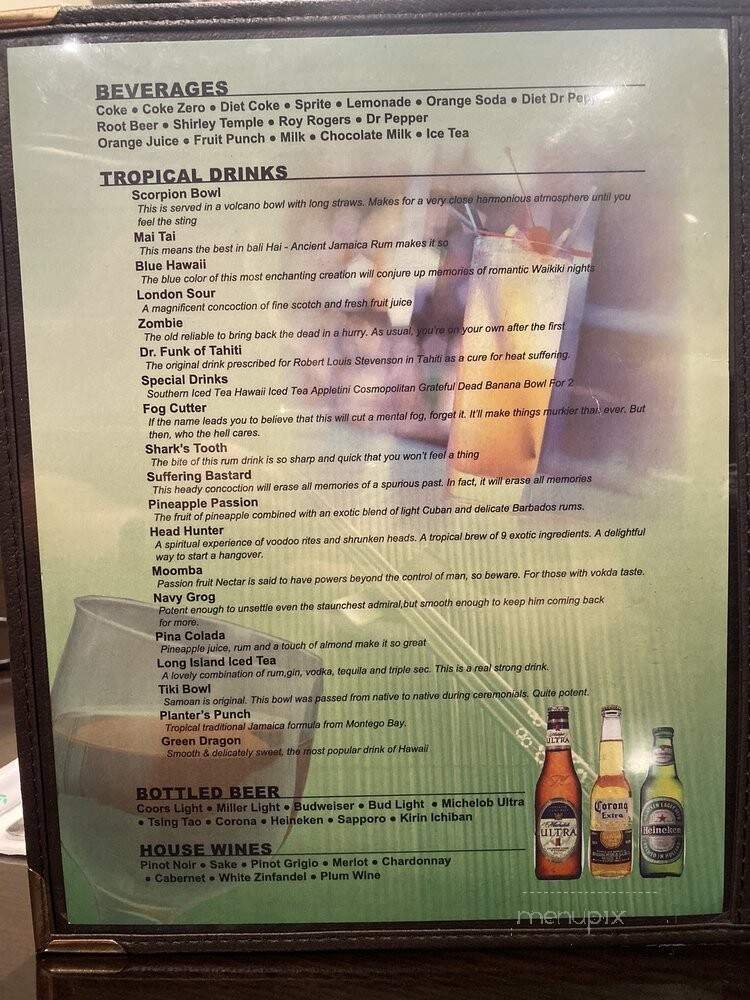 BEVERAGES
Coke ● Coke Zero ● Diet Coke ● Sprite ● Lemonade ● Orange Soda ● Diet Dr Pepper
Root Beer ● Shirley Temple ● Roy Rogers ● Dr Pepper
Orange Juice ● Fruit Punch ● Milk ● Chocolate Milk ● Ice Tea
TROPICAL DRINKS
Scorpion Bowl
This is served in a volcano bowl with long straws. Makes for a very close harmonious atmosphere until you
feel the sting
Mai Tai
This means the best in bali Hai - Ancient Jamaica Rum makes it so
Blue Hawaii
The blue color of this most enchanting creation will conjure up memories of romantic Waikiki nights
London Sour
A magnificent concoction of fine scotch and fresh fruit juice
Zombie
The old reliable to bring back the dead in a hurry. As usual, you're on your own after the first
Dr. Funk of Tahiti
The original drink prescribed for Robert Louis Stevenson in Tahiti as a cure for heat suffering.
Special Drinks
Southern Iced Tea Hawaii Iced Tea Appletini Cosmopolitan Grateful Dead Banana Bowl For 2
Fog Cutter
If the name leads you to believe that this will cut a mental fog, forget it. It'll make things murkier than ever. But
then, who the hell cares.
Shark's Tooth
The bite of this rum drink is so sharp and quick that you won't feel a thing
Suffering Bastard
This heady concoction will erase all memories of a spurious past. In fact, it will erase all memories
Pineapple Passion
The fruit of pineapple combined with an exotic blend of light Cuban and delicate Barbados rums.
Head Hunter
A spiritual experience of voodoo rites and shrunken heads. A tropical brew of 9 exotic ingredients. A delightful
way to start a hangover.
Moomba
Passion fruit Nectar is said to have powers beyond the control of man, so beware. For those with vokda taste.
Navy Grog
Potent enough to unsettle even the staunchest admiral,but smooth enough to keep him coming back
for more.
Pina Colada
Pineapple juice, rum and a touch of almond make it so great
Long Island Iced Tea
A lovely combination of rum,gin, vodka, tequila and triple sec. This is a real strong drink.
Tiki Bowl
Samoan is original. This bowl was passed from native to native during ceremonials. Quite potent.
Planter's Punch
Tropical traditional Jamaica formula from Montego Bay.
Green Dragon
Smooth & delicately sweet, the most popular drink of Hawaii
BOTTLED BEER
Coors Light ● Miller Light ● Budweiser ● Bud Light ● Michelob Ultra
● Tsing Tao ● Corona ● Heineken ● Sapporo ● Kirin Ichiban
HOUSE WINES
Pinot Noir ● Sake ● Pinot Grigio ● Merlot ● Chardonnay
● Cabernet ● White Zinfandel ● Plum WIne
ULTRA
Michelob
ULTRA
Corona
Extra
Heineken
menupix